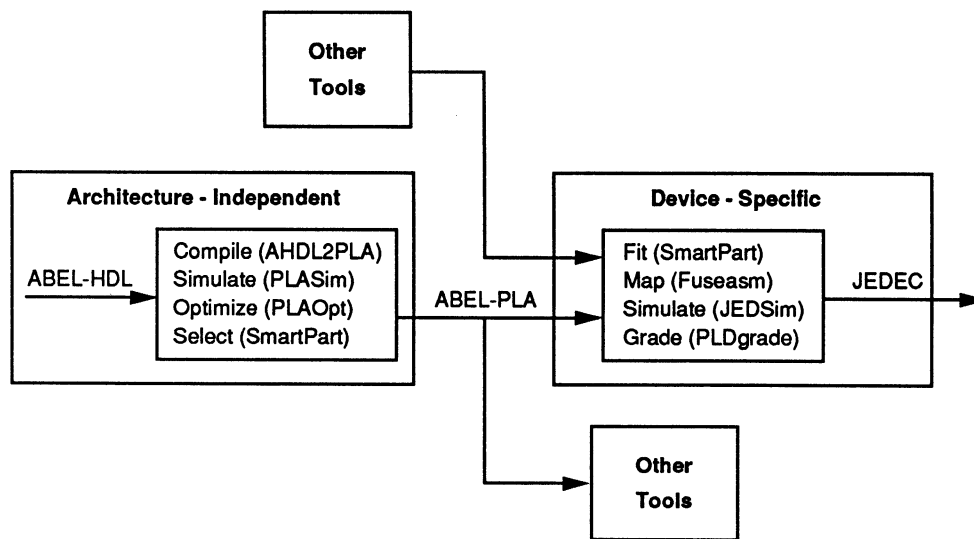 Other
Tools
Architecture - Independent
ABEL-HDL
Compile (AHDL2PLA)
Simulate (PLASim)
Optimize (PLAOpt)
Select (SmartPart)
ABEL-PLA
Device - Specific
Fit (SmartPart)
Map (Fuseasm)
Simulate (JEDSim)
Grade (PLDgrade)
JEDEC
Other
Tools